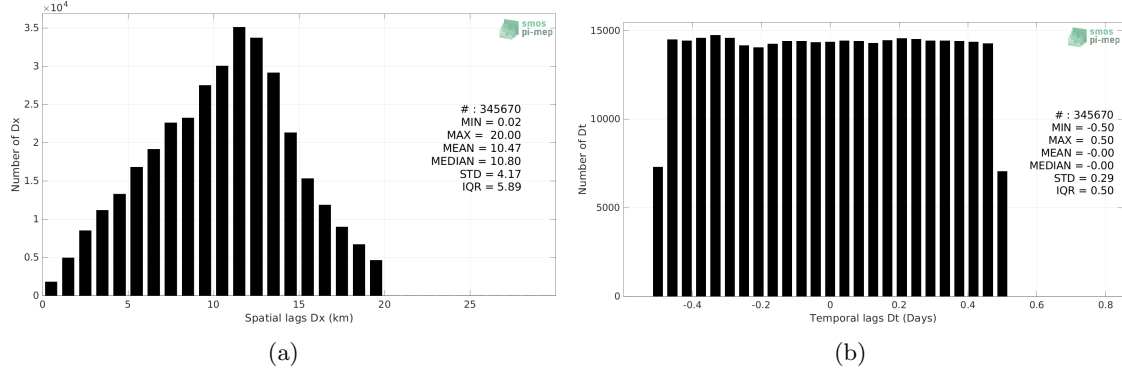 ×10⁴
3.5
3
2.5
2
1.5
1
0.5
0
Number of Dx
0 5 10 15 20 25
Spatial lags Dx (km)
smos
pi-mep
# : 345670
MIN = 0.02
MAX = 20.00
MEAN = 10.47
MEDIAN = 10.80
STD = 4.17
IQR = 5.89
(a)
15000
10000
5000
0
Number of Dt
-0.4 -0.2 0 0.2 0.4 0.6 0.8
Temporal lags Dt (Days)
smos
pi-mep
# : 345670
MIN = -0.50
MAX = 0.50
MEAN = -0.00
MEDIAN = -0.00
STD = 0.29
IQR = 0.50
(b)